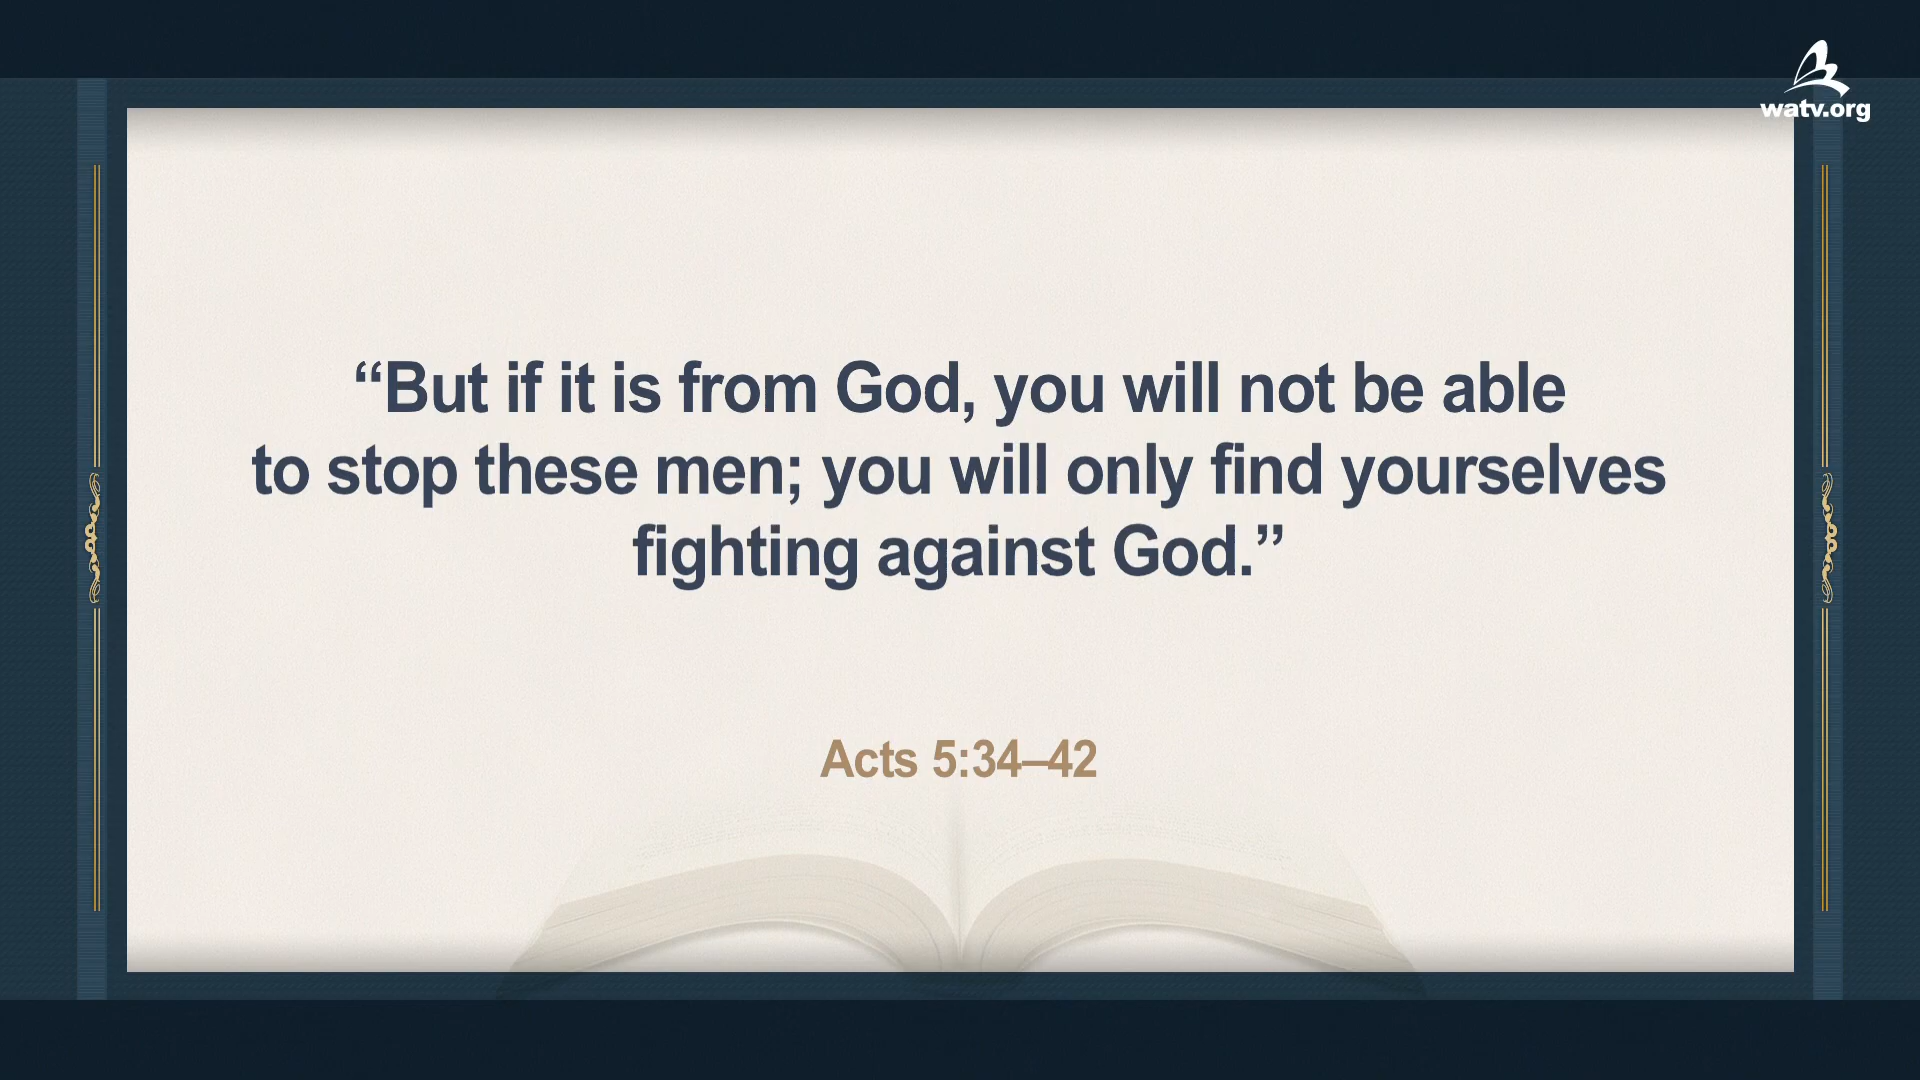 watv.org
“But if it is from God, you will not be able
to stop these men; you will only find yourselves
fighting against God.”
Acts 5:34–42